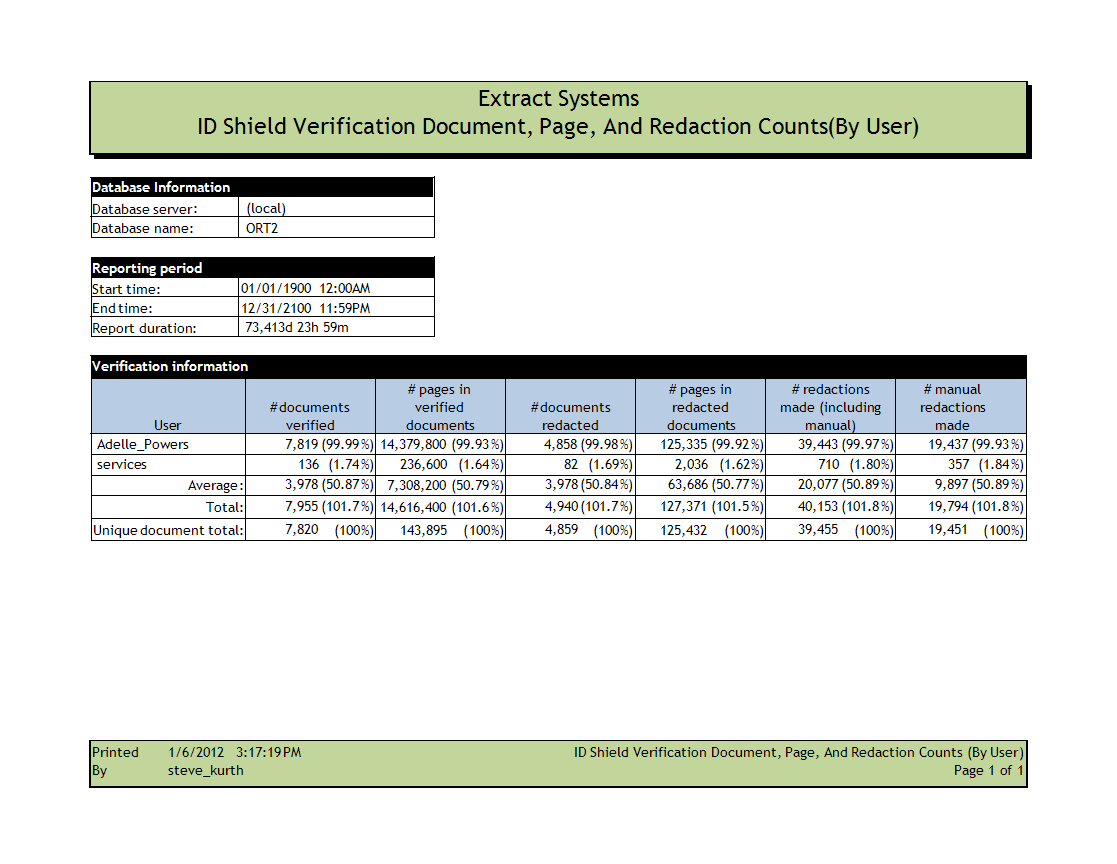 Extract Systems
ID Shield Verification Document, Page, And Redaction Counts(By User)
Database Information
Database server: (local)
Database name: ORT2
Reporting period
Start time: 01/01/1900 12:00AM
End time: 12/31/2100 11:59PM
Report duration: 73,413d 23h 59m
Verification information
# pages in # pages in # redactions # manual
# documents verified # documents redacted made (including redactions
User verified documents redacted documents manual) made
Adelle_Powers 7,819 (99.99%) 14,379,800 (99.93%) 4,858 (99.98%) 125,335 (99.92%) 39,443 (99.97%) 19,437 (99.93%)
services 136 (1.74%) 236,600 (1.64%) 82 (1.69%) 2,036 (1.62%) 710 (1.80%) 357 (1.84%)
Average: 3,978 (50.87%) 7,308,200 (50.79%) 3,978 (50.84%) 63,686 (50.77%) 20,077 (50.89%) 9,897 (50.89%)
Total: 7,955 (101.7%) 14,616,400 (101.6%) 4,940 (101.7%) 127,371 (101.5%) 40,153 (101.8%) 19,794 (101.8%)
Unique document total: 7,820 (100%) 143,895 (100%) 4,859 (100%) 125,432 (100%) 39,455 (100%) 19,451 (100%)
Printed 1/6/2012 3:17:19PM ID Shield Verification Document, Page, And Redaction Counts (By User)
By steve_kurth Page 1 of 1